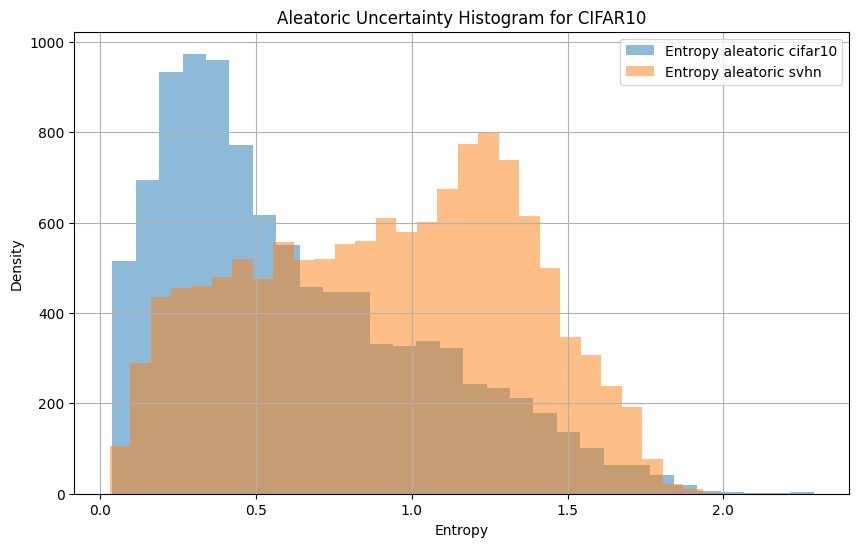 Aleatoric Uncertainty Histogram for CIFAR10
Entropy aleatoric cifar10
Entropy aleatoric svhn
1000
800
600
400
200
0
Density
0.0 0.5 1.0 1.5 2.0
Entropy